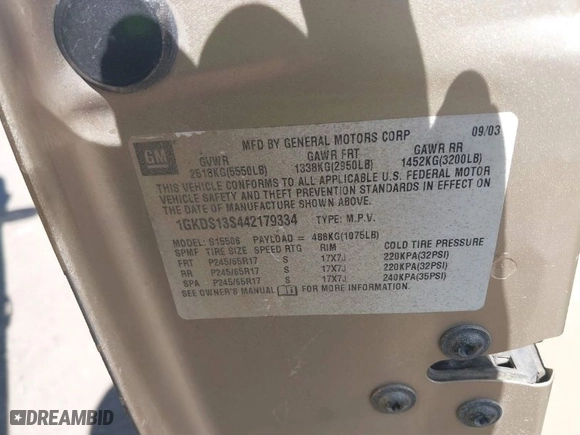 GM
MFD BY GENERAL MOTORS CORP 09/03
GVWR GAWR FRT GAWR RR
2518KG(5550LB) 1338KG(2950LB) 1452KG(3200LB)
THIS VEHICLE CONFORMS TO ALL APPLICABLE U.S. FEDERAL MOTOR
VEHICLE SAFETY AND THEFT PREVENTION STANDARDS IN EFFECT ON
THE DATE OF MANUFACTURE SHOWN ABOVE.
1GKDS13S442179334 TYPE: M.P.V.
MODEL: S15506 PAYLOAD = 488KG(1075LB)
SPMF TIRE SIZE SPEED RTG RIM COLD TIRE PRESSURE
FRT P245/65R17 S 17X7J 220KPA(32PSI)
RR P245/65R17 S 17X7J 220KPA(32PSI)
SPA P245/65R17 S 17X7J 240KPA(35PSI)
SEE OWNER'S MANUAL FOR MORE INFORMATION.
DREAMBID